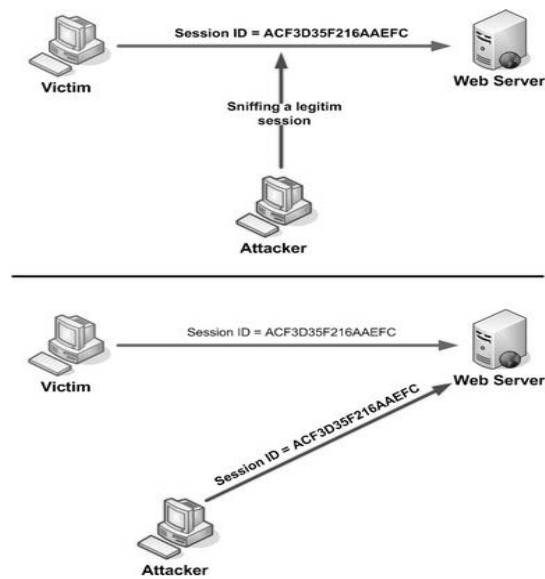 Session ID = ACF3D35F216AAEFC
Victim
Web Server
Sniffing a legitim
session
Attacker
Session ID = ACF3D35F216AAEFC
Victim
Web Server
Session ID = ACF3D35F216AAEFC
Attacker